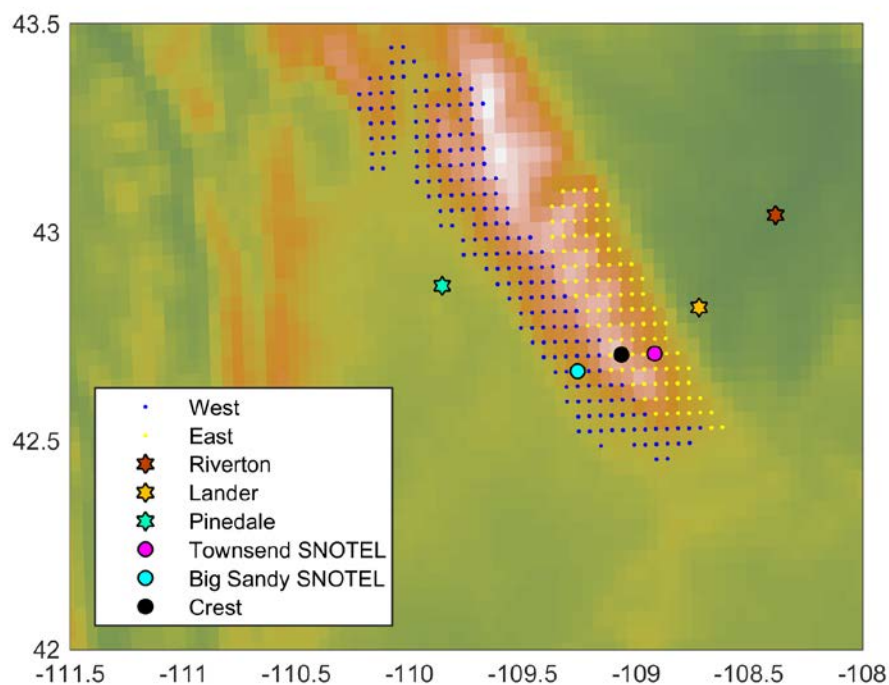 43.5
43
42.5
42
West
East
Riverton
Lander
Pinedale
Townsend SNOTEL
Big Sandy SNOTEL
Crest
-111.5 -111 -110.5 -110 -109.5 -109 -108.5 -108